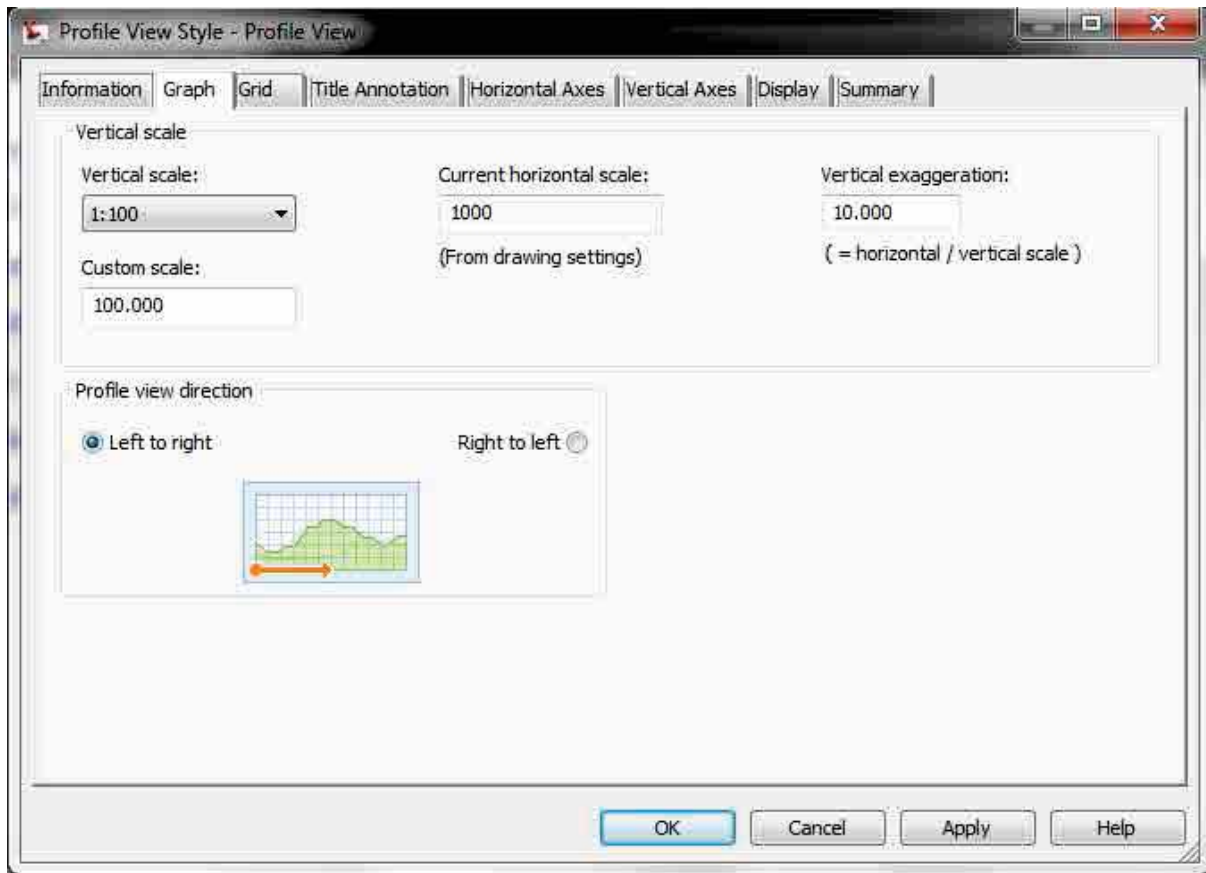 Profile View Style - Profile View
Information Graph Grid Title Annotation Horizontal Axes Vertical Axes Display Summary
Vertical scale
Vertical scale: Current horizontal scale: Vertical exaggeration:
1:100 1000 10.000
(From drawing settings) ( = horizontal / vertical scale )
Custom scale:
100.000
Profile view direction
Left to right Right to left
OK Cancel Apply Help